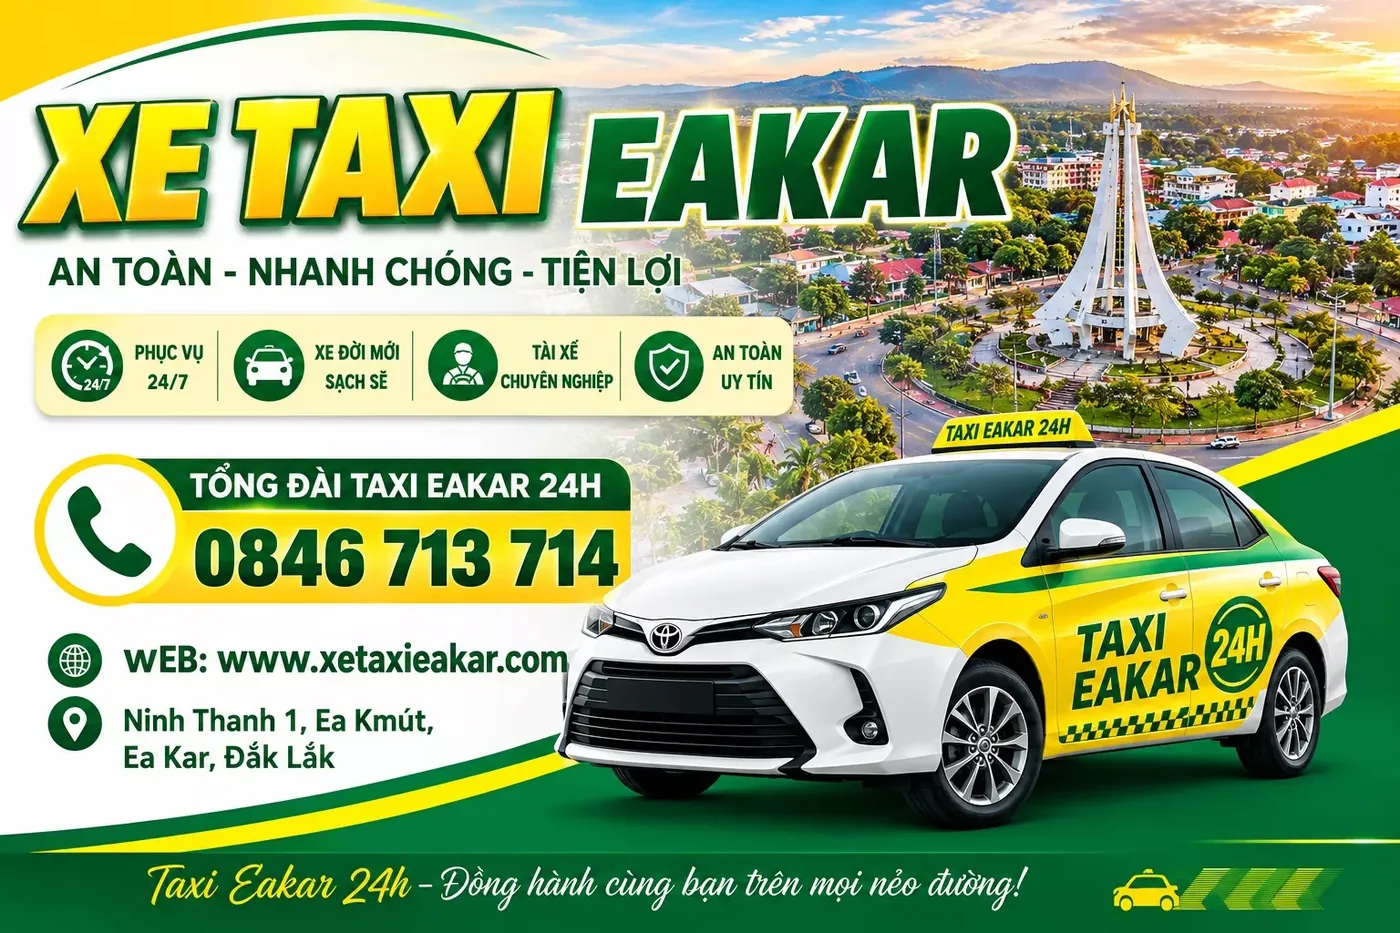 XE TAXI EAKAR
AN TOÀN - NHANH CHÓNG - TIỆN LỢI
24/7
PHỤC VỤ
24/7
XE ĐỜI MỚI
SẠCH SẼ
TÀI XẾ
CHUYÊN NGHIỆP
AN TOÀN
UY TÍN
TỔNG ĐÀI TAXI EAKAR 24H
0846 713 714
WEB: www.xetaxieakar.com
Ninh Thanh 1, Ea Kmút,
Ea Kar, Đắk Lắk
TAXI EAKAR 24H
TAXI
EAKAR
24H
Taxi Eakar 24h - Đồng hành cùng bạn trên mọi nẻo đường!